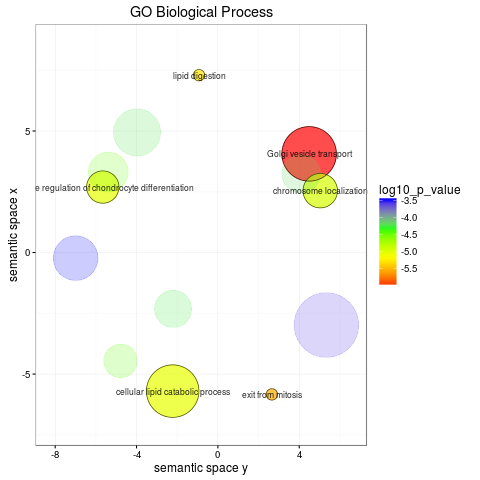 GO Biological Process
lipid digestion
Golgi vesicle transport
e regulation of chondrocyte differentiation
chromosome localization
cellular lipid catabolic process
exit from mitosis
semantic space x
5
0
-5
-8
-4
0
4
semantic space y
log10_p_value
-3.5
-4.0
-4.5
-5.0
-5.5